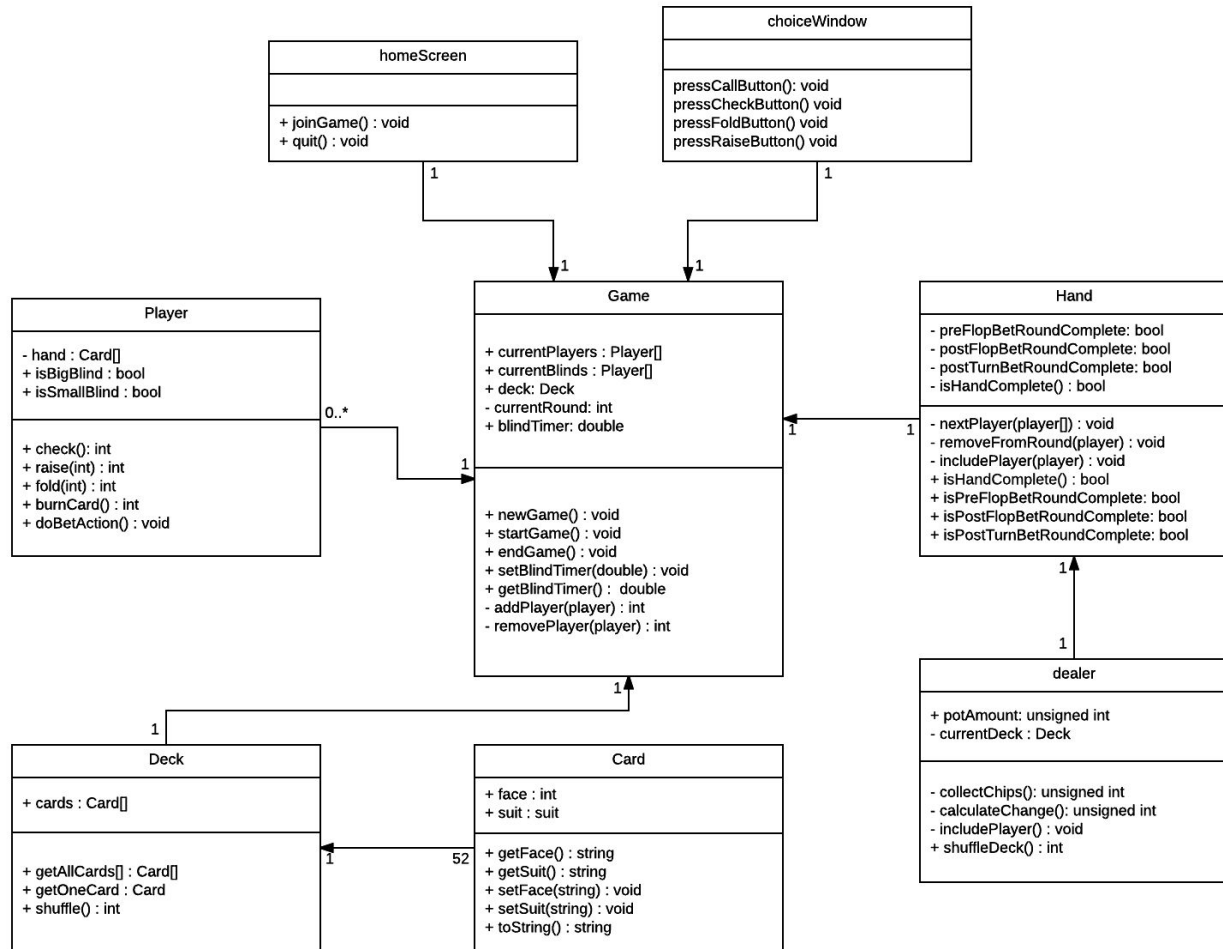 choiceWindow
pressCallButton(): void
pressCheckButton() void
pressFoldButton() void
pressRaiseButton() void
1
1
homeScreen
+ joinGame() : void
+ quit() : void
1
1
Player
- hand : Card[]
+ isBigBlind : bool
+ isSmallBlind : bool
+ check(): int
+ raise(int) : int
+ fold(int) : int
+ burnCard() : int
+ doBetAction() : void
0..*
1
Game
+ currentPlayers : Player[]
+ currentBlinds : Player[]
+ deck: Deck
- currentRound: int
+ blindTimer: double
+ newGame() : void
+ startGame() : void
+ endGame() : void
+ setBlindTimer(double) : void
+ getBlindTimer() : double
- addPlayer(player) : int
- removePlayer(player) : int
1
1
Hand
- preFlopBetRoundComplete: bool
- postFlopBetRoundComplete: bool
- postTurnBetRoundComplete: bool
- isHandComplete() : bool
- nextPlayer(player[]) : void
- removeFromRound(player) : void
- includePlayer(player) : void
+ isHandComplete() : bool
+ isPreFlopBetRoundComplete: bool
+ isPostFlopBetRoundComplete: bool
+ isPostTurnBetRoundComplete: bool
1
1
dealer
+ potAmount: unsigned int
- currentDeck : Deck
- collectChips(): unsigned int
- calculateChange(): unsigned int
- includePlayer() : void
+ shuffleDeck() : int
1
1
Deck
+ cards : Card[]
+ getAllCards[] : Card[]
+ getOneCard : Card
+ shuffle() : int
1
52
Card
+ face : int
+ suit : suit
+ getFace() : string
+ getSuit() : string
+ setFace(string) : void
+ setSuit(string) : void
+ toString() : string